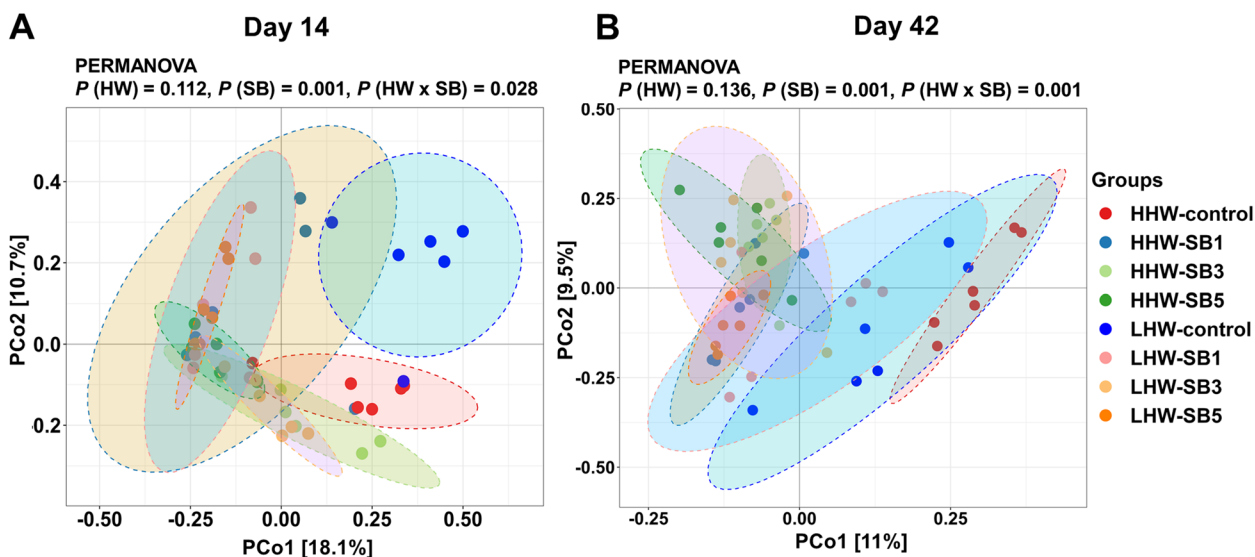 A
Day 14
PERMANOVA
P (HW) = 0.112, P (SB) = 0.001, P (HW x SB) = 0.028
PCo2 [10.7%]
0.4
0.2
0.0
0.2
-0.50
-0.25
0.00
0.25
0.50
PCo1 [18.1%]
B
Day 42
PERMANOVA
P (HW) = 0.136, P (SB) = 0.001, P (HW x SB) = 0.001
PCo2 [9.5%]
0.50
0.25
0.00
-0.25
-0.50
-0.25
0.00
0.25
PCo1 [11%]
Groups
HHW-control
HHW-SB1
HHW-SB3
HHW-SB5
LHW-control
LHW-SB1
LHW-SB3
LHW-SB5